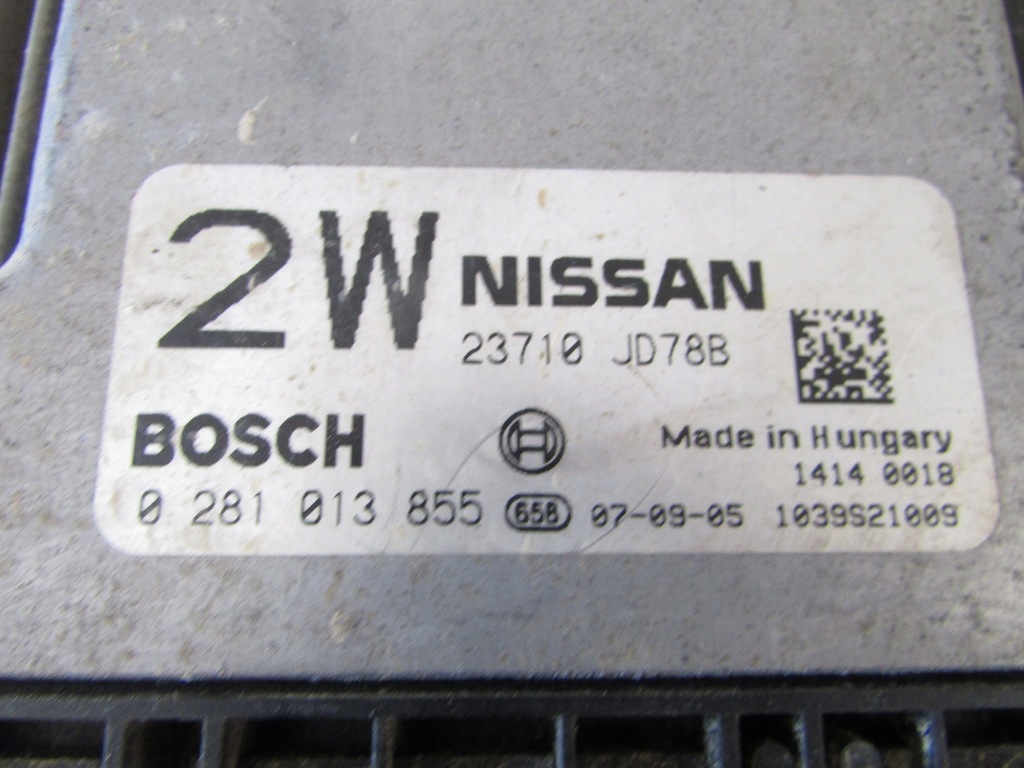 2W NISSAN
23710 JD78B
BOSCH
Made in Hungary
1414 0018
0 281 013 855 658 07-09-05 1039S21009